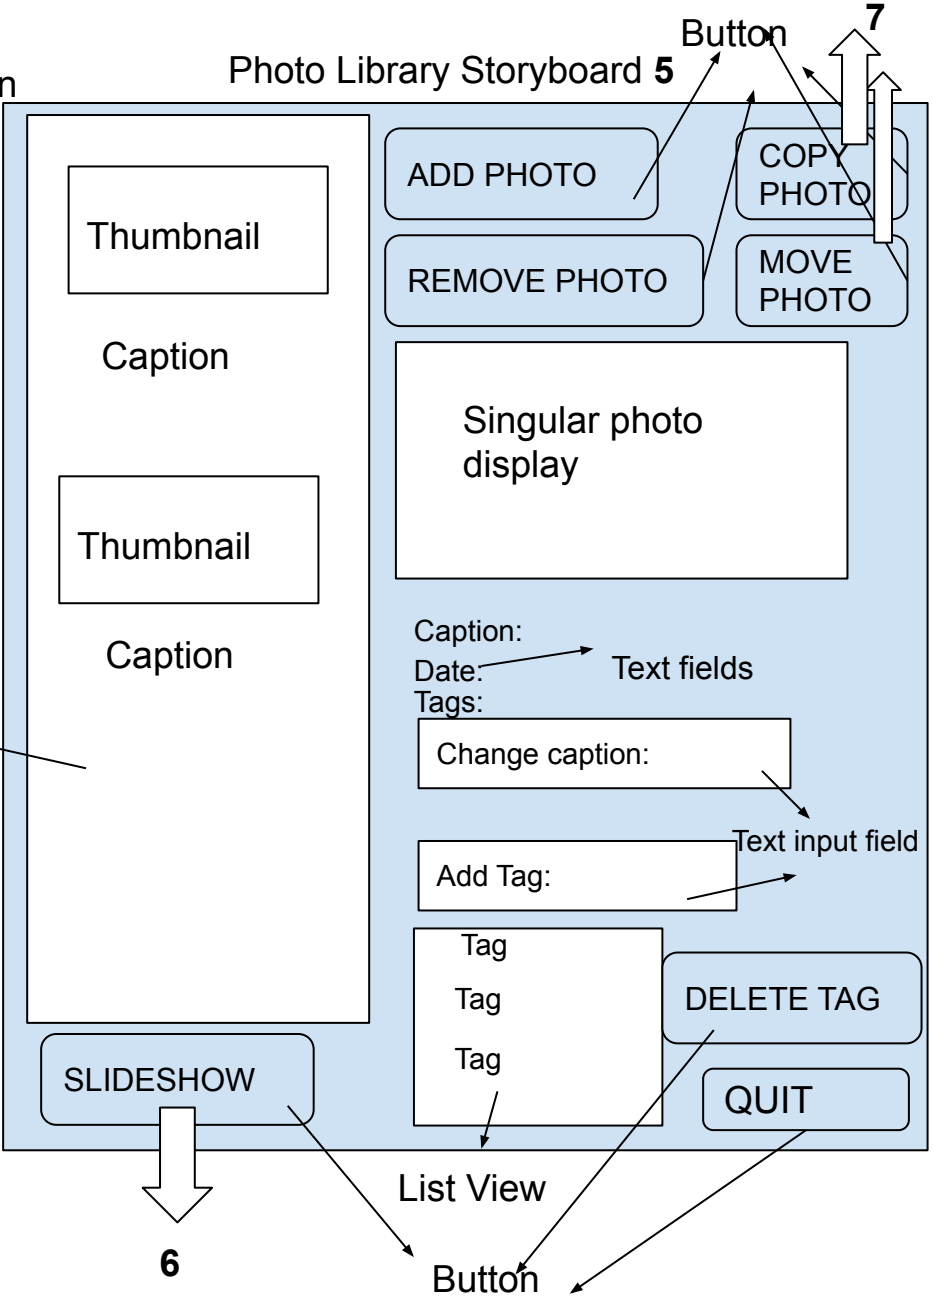 Button
7
Photo Library Storyboard 5
n
Thumbnail
Caption
Thumbnail
Caption
ADD PHOTO
COPY
PHOTO
REMOVE PHOTO
MOVE
PHOTO
Singular photo
display
Caption:
Date:
Text fields
Tags:
Change caption:
Text input field
Add Tag:
Tag
Tag
Tag
DELETE TAG
SLIDESHOW
QUIT
List View
6
Button